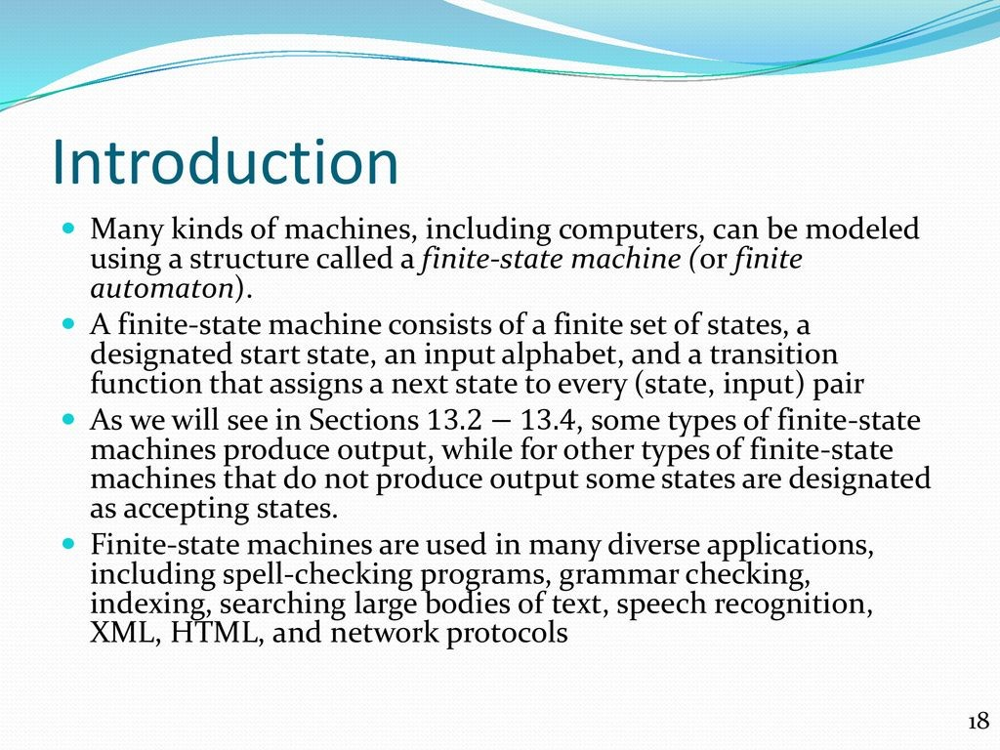 Introduction
• Many kinds of machines, including computers, can be modeled
using a structure called a finite-state machine (or finite
automaton).
• A finite-state machine consists of a finite set of states, a
designated start state, an input alphabet, and a transition
function that assigns a next state to every (state, input) pair
• As we will see in Sections 13.2 − 13.4, some types of finite-state
machines produce output, while for other types of finite-state
machines that do not produce output some states are designated
as accepting states.
• Finite-state machines are used in many diverse applications,
including spell-checking programs, grammar checking,
indexing, searching large bodies of text, speech recognition,
XML, HTML, and network protocols
18